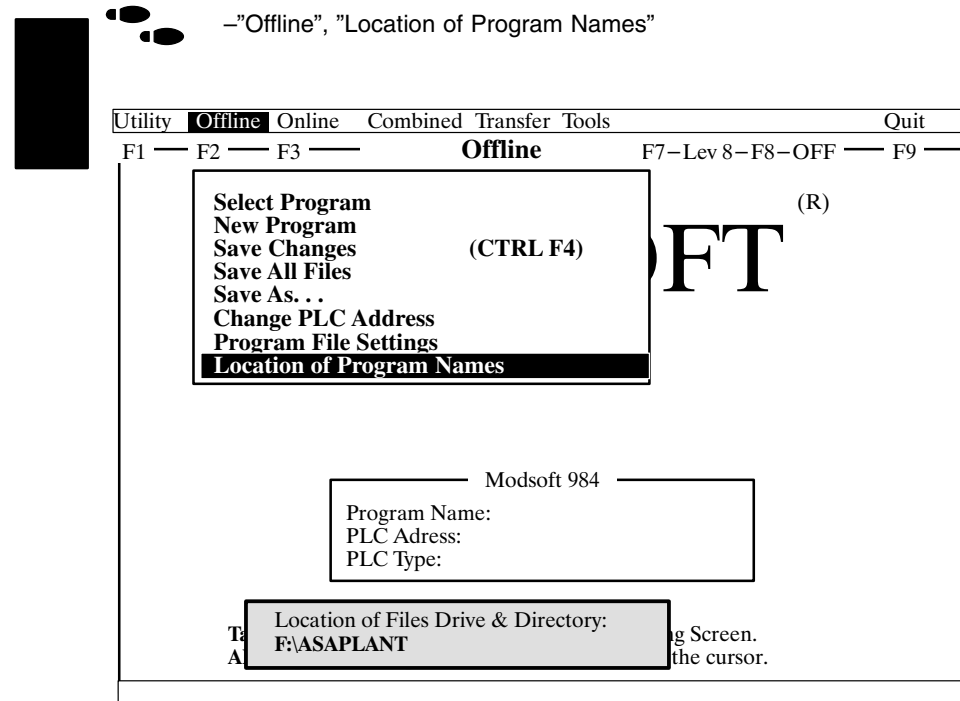 –”Offline”, ”Location of Program Names”
Utility Offline Online Combined Transfer Tools Quit
F1 F2 F3 Offline F7–Lev 8–F8–OFF F9
(R)
OFT
Select Program
New Program
Save Changes (CTRL F4)
Save All Files
Save As. . .
Change PLC Address
Program File Settings
Location of Program Names
Modsoft 984
Program Name:
PLC Adress:
PLC Type:
Location of Files Drive & Directory:
F:\ASAPLANT
Screen.
the cursor.